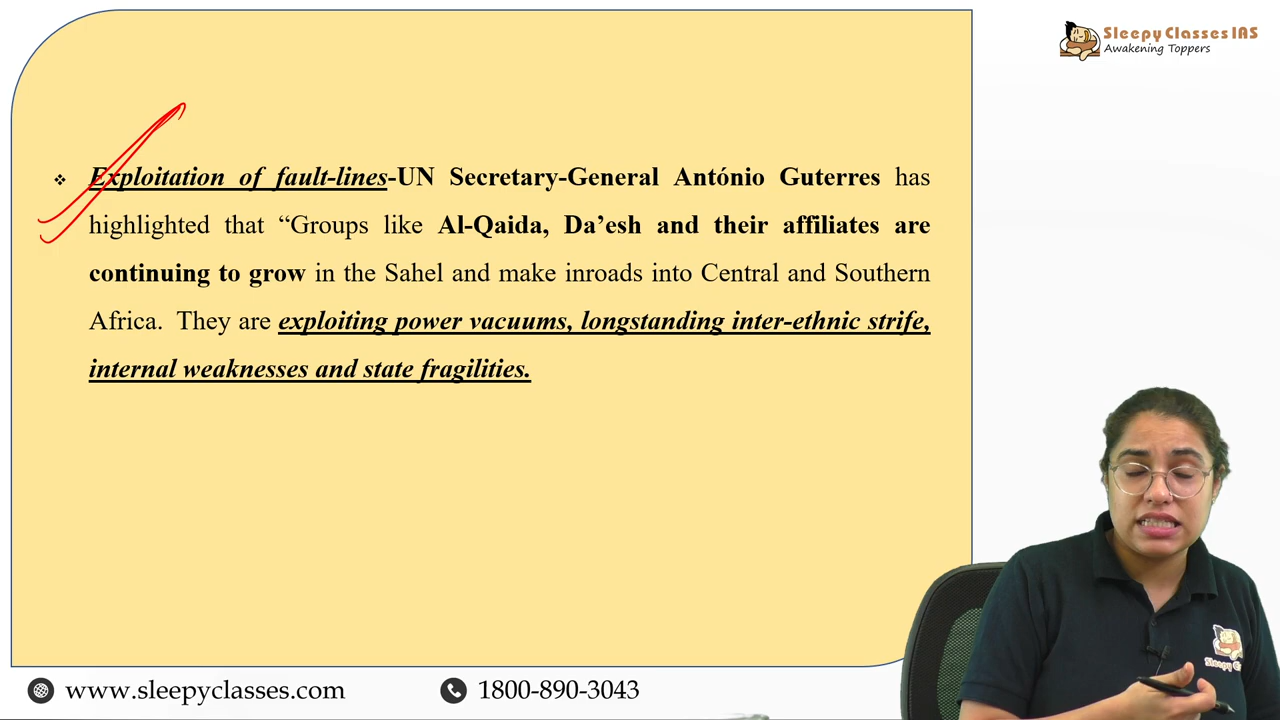 Sleepy Classes IAS
Awakening Toppers
❖ Exploitation of fault-lines-UN Secretary-General António Guterres has
highlighted that “Groups like Al-Qaida, Da’esh and their affiliates are
continuing to grow in the Sahel and make inroads into Central and Southern
Africa. They are exploiting power vacuums, longstanding inter-ethnic strife,
internal weaknesses and state fragilities.
www.sleepyclasses.com
1800-890-3043